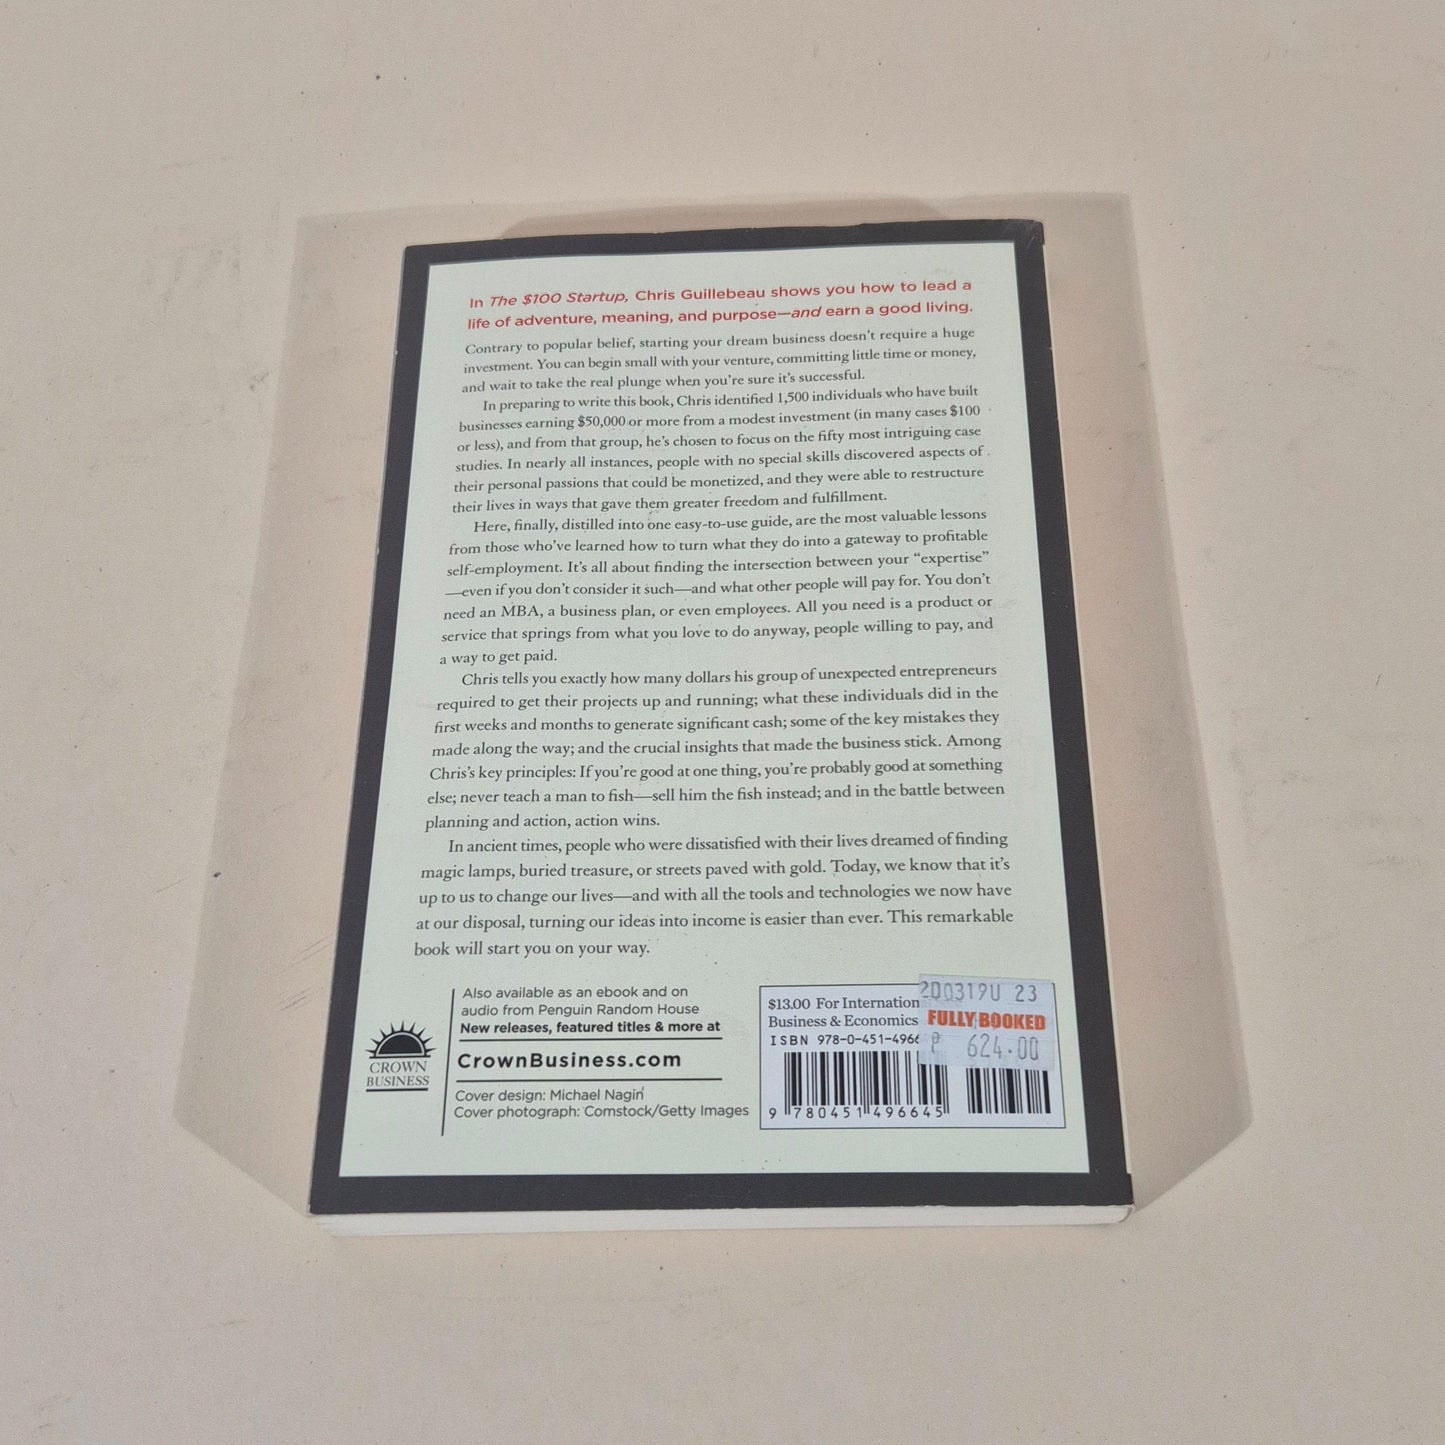 In The $100 Startup, Chris Guillebeau shows you how to lead a
life of adventure, meaning, and purpose—and earn a good living.
Contrary to popular belief, starting your dream business doesn't require a huge
investment. You can begin small with your venture, committing little time or money,
and wait to take the real plunge when you're sure it's successful.
In preparing to write this book, Chris identified 1,500 individuals who have built
businesses earning $50,000 or more from a modest investment (in many cases $100
or less), and from that group, he's chosen to focus on the fifty most intriguing case
studies. In nearly all instances, people with no special skills discovered aspects of
their personal passions that could be monetized, and they were able to restructure
their lives in ways that gave them greater freedom and fulfillment.
Here, finally, distilled into one easy-to-use guide, are the most valuable lessons
from those who've learned how to turn what they do into a gateway to profitable
self-employment. It's all about finding the intersection between your “expertise”
—even if you don't consider it such—and what other people will pay for. You don't
need an MBA, a business plan, or even employees. All you need is a product or
service that springs from what you love to do anyway, people willing to pay, and
a way to get paid.
Chris tells you exactly how many dollars his group of unexpected entrepreneurs
required to get their projects up and running; what these individuals did in the
first weeks and months to generate significant cash; some of the key mistakes they
made along the way; and the crucial insights that made the business stick. Among
Chris's key principles: If you're good at one thing, you're probably good at something
else; never teach a man to fish—sell him the fish instead; and in the battle between
planning and action, action wins.
In ancient times, people who were dissatisfied with their lives dreamed of finding
magic lamps, buried treasure, or streets paved with gold. Today, we know that it's
up to us to change our lives—and with all the tools and technologies we now have
at our disposal, turning our ideas into income is easier than ever. This remarkable
book will start you on your way.
CROWN
BUSINESS
Also available as an ebook and on
audio from Penguin Random House
New releases, featured titles & more at
CrownBusiness.com
Cover design: Michael Nagin
Cover photograph: Comstock/Getty Images
$13.00 For Internation
Business & Economics
ISBN 978-0-451-4966
9 780451 496645
200319U 23
FULLY BOOKED
₱ 624.00